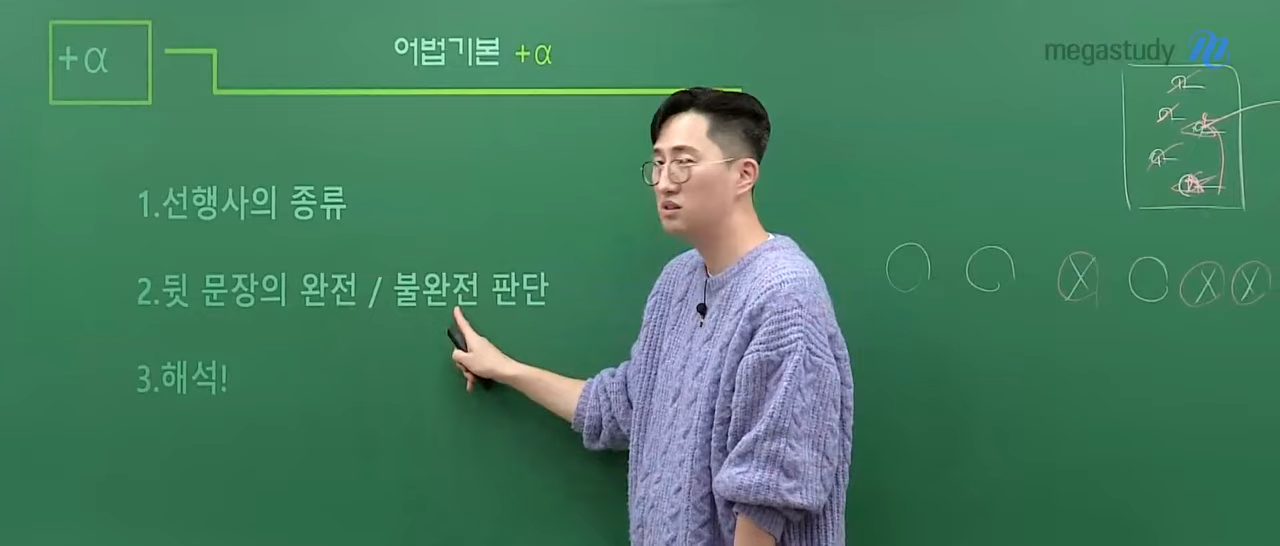 +α
어법기본 +α
megastudy
1.선행사의 종류
2.뒷 문장의 완전 / 불완전 판단
3.해석!